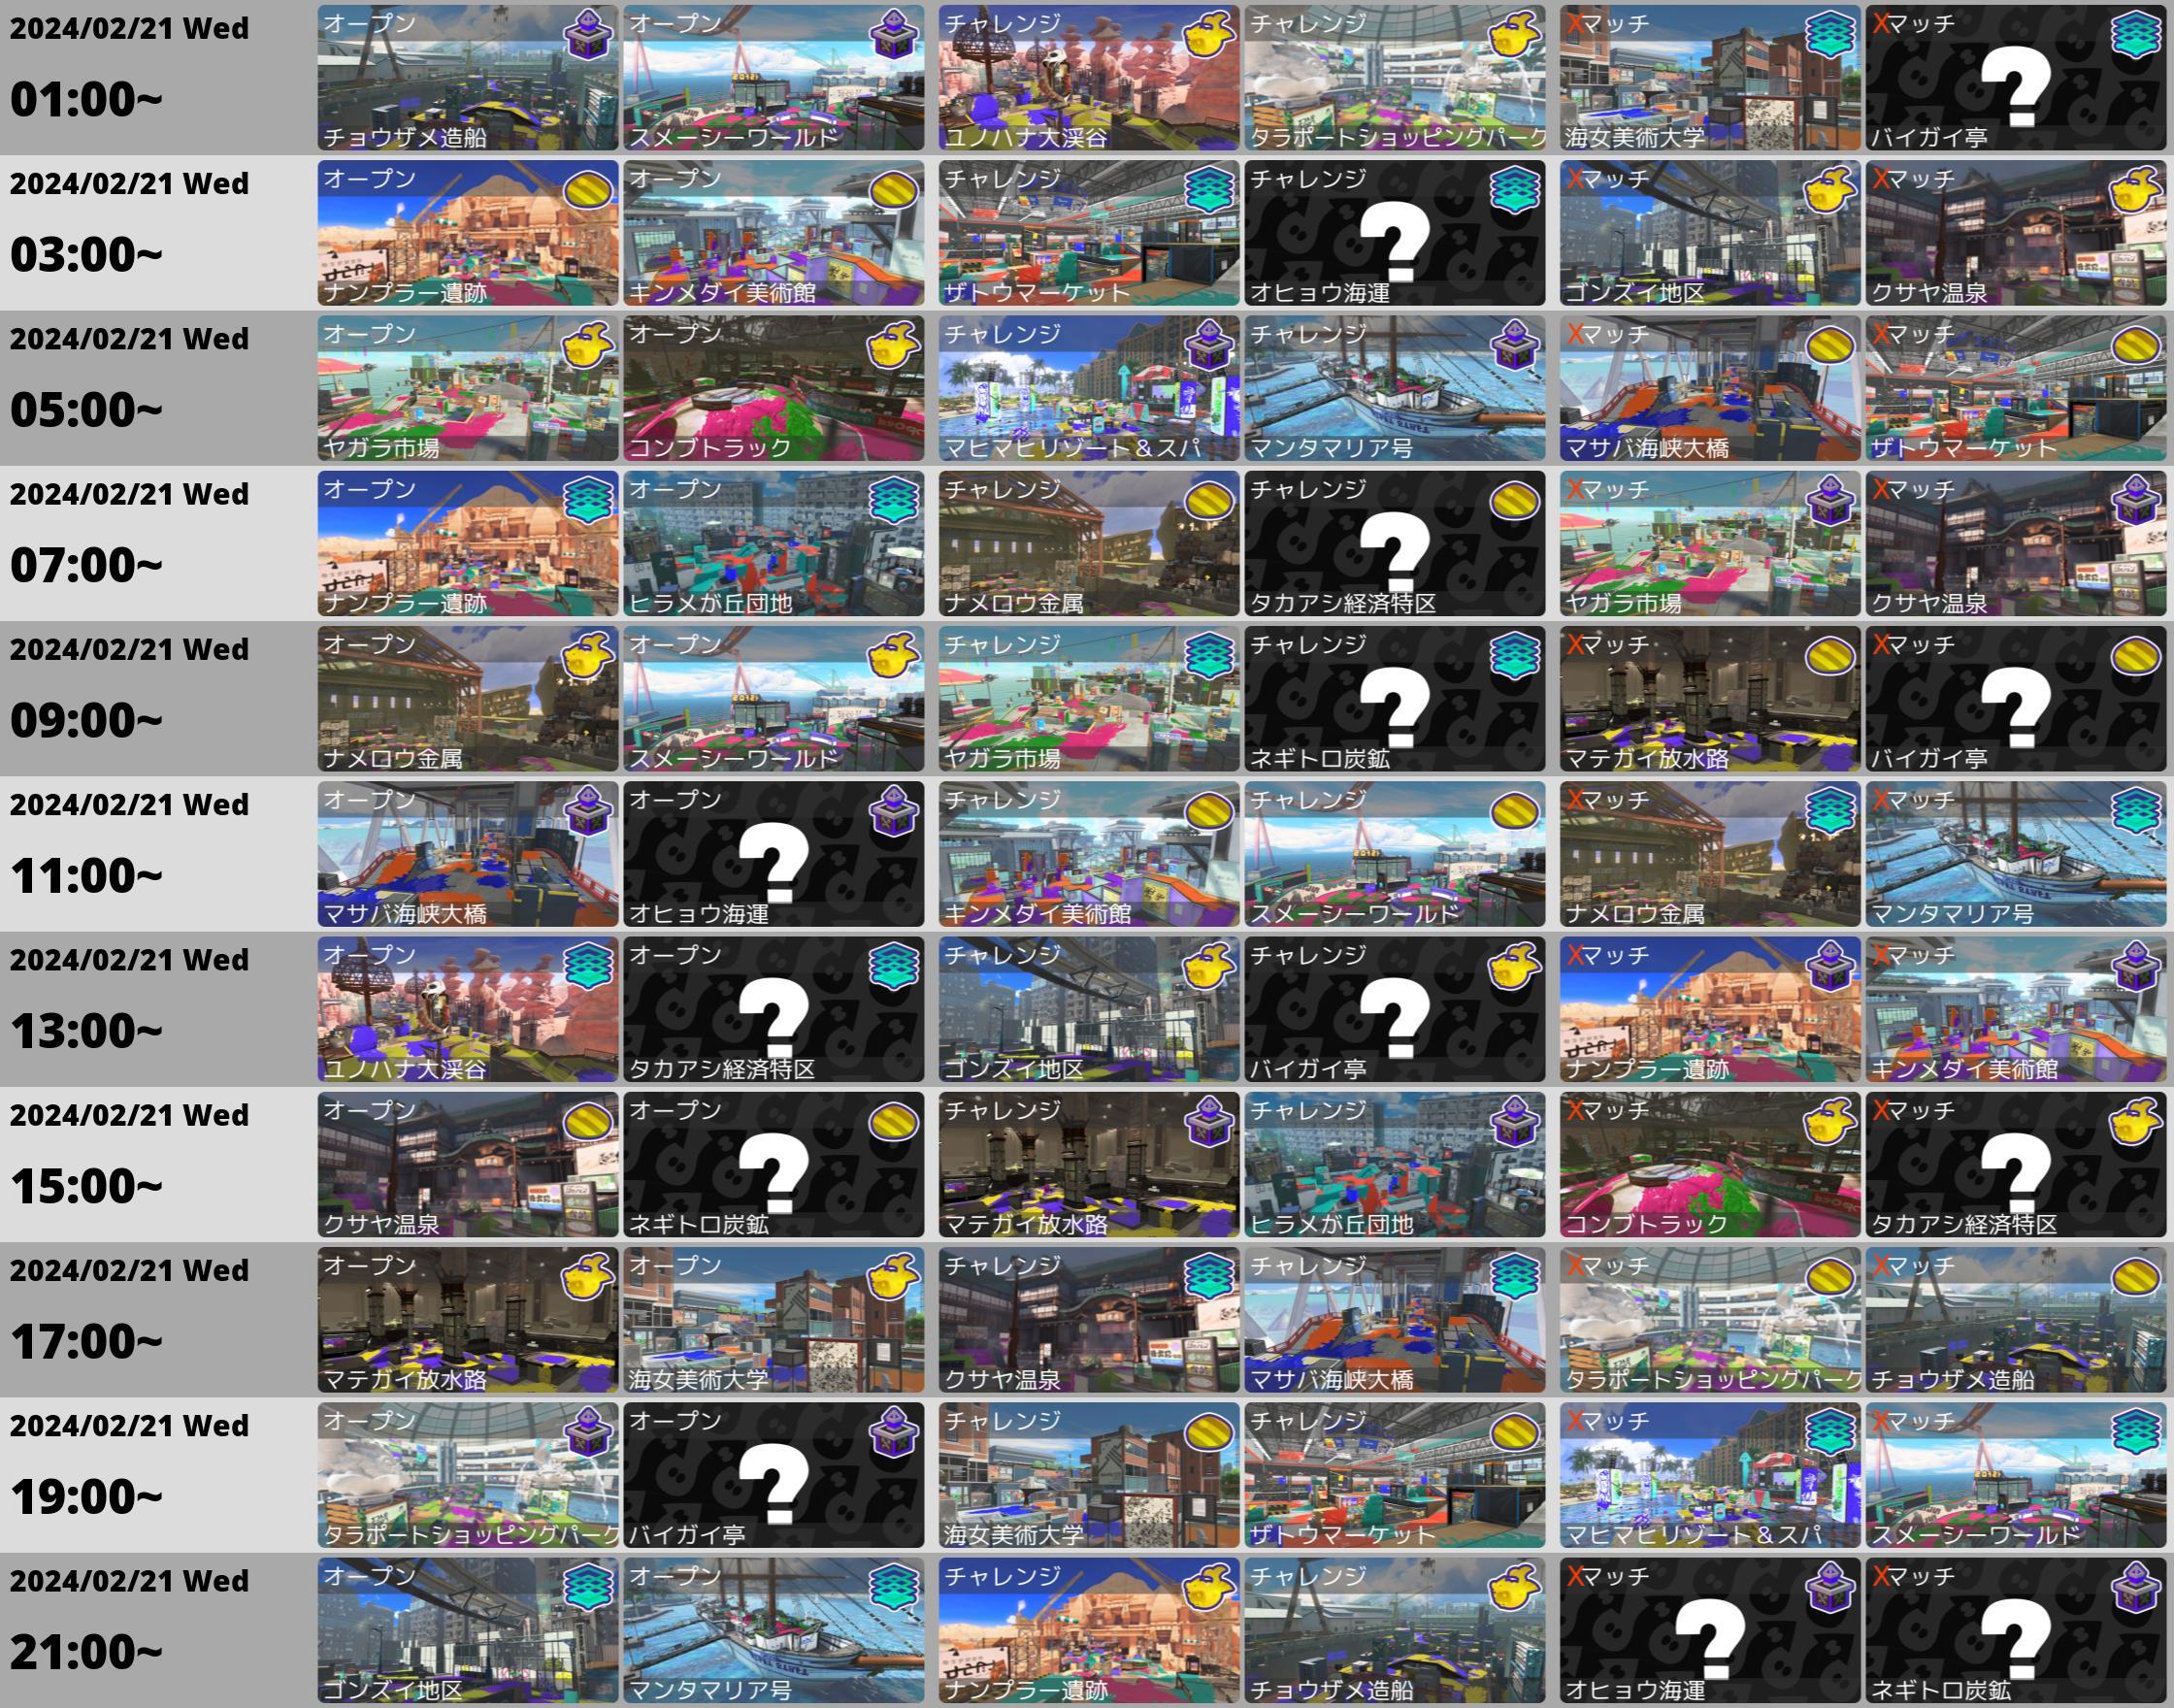 2024/02/21 Wed
01:00~
オープン
チョウザメ造船
オープン
スメーシーワールド
チャレンジ
ユノハナ大渓谷
チャレンジ
タラポートショッピングパーク
Xマッチ
海女美術大学
Xマッチ
バイガイ亭
2024/02/21 Wed
03:00~
オープン
ナンプラー遺跡
オープン
キンメダイ美術館
チャレンジ
ザトウマーケット
チャレンジ
オヒョウ海運
Xマッチ
ゴンズイ地区
Xマッチ
クサヤ温泉
2024/02/21 Wed
05:00~
オープン
ヤガラ市場
オープン
コンブトラック
チャレンジ
マヒマヒリゾート&スパ
チャレンジ
マンタマリア号
Xマッチ
マサバ海峡大橋
Xマッチ
ザトウマーケット
2024/02/21 Wed
07:00~
オープン
ナンプラー遺跡
オープン
ヒラメが丘団地
チャレンジ
ナメロウ金属
チャレンジ
タカアシ経済特区
Xマッチ
ヤガラ市場
Xマッチ
クサヤ温泉
2024/02/21 Wed
09:00~
オープン
ナメロウ金属
オープン
スメーシーワールド
チャレンジ
ヤガラ市場
チャレンジ
ネギトロ炭鉱
Xマッチ
マテガイ放水路
Xマッチ
バイガイ亭
2024/02/21 Wed
11:00~
オープン
マサバ海峡大橋
オープン
オヒョウ海運
チャレンジ
キンメダイ美術館
チャレンジ
スメーシーワールド
Xマッチ
ナメロウ金属
Xマッチ
マンタマリア号
2024/02/21 Wed
13:00~
オープン
ユノハナ大渓谷
オープン
タカアシ経済特区
チャレンジ
ゴンズイ地区
チャレンジ
バイガイ亭
Xマッチ
ナンプラー遺跡
Xマッチ
キンメダイ美術館
2024/02/21 Wed
15:00~
オープン
クサヤ温泉
オープン
ネギトロ炭鉱
チャレンジ
マテガイ放水路
チャレンジ
ヒラメが丘団地
Xマッチ
コンブトラック
Xマッチ
タカアシ経済特区
2024/02/21 Wed
17:00~
オープン
マテガイ放水路
オープン
海女美術大学
チャレンジ
クサヤ温泉
チャレンジ
マサバ海峡大橋
Xマッチ
タラポートショッピングパーク
Xマッチ
チョウザメ造船
2024/02/21 Wed
19:00~
オープン
タラポートショッピングパーク
オープン
バイガイ亭
チャレンジ
海女美術大学
チャレンジ
ザトウマーケット
Xマッチ
マヒマヒリゾート&スパ
Xマッチ
スメーシーワールド
2024/02/21 Wed
21:00~
オープン
ゴンズイ地区
オープン
マンタマリア号
チャレンジ
ナンプラー遺跡
チャレンジ
チョウザメ造船
Xマッチ
オヒョウ海運
Xマッチ
ネギトロ炭鉱